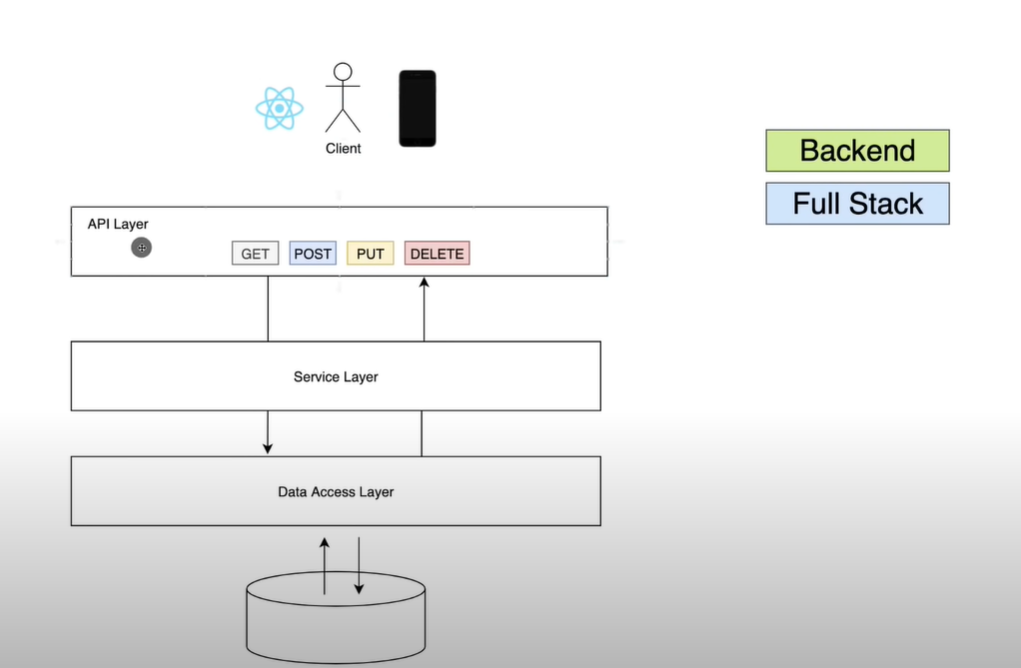 Client
Backend
Full Stack
API Layer
GET POST PUT DELETE
Service Layer
Data Access Layer